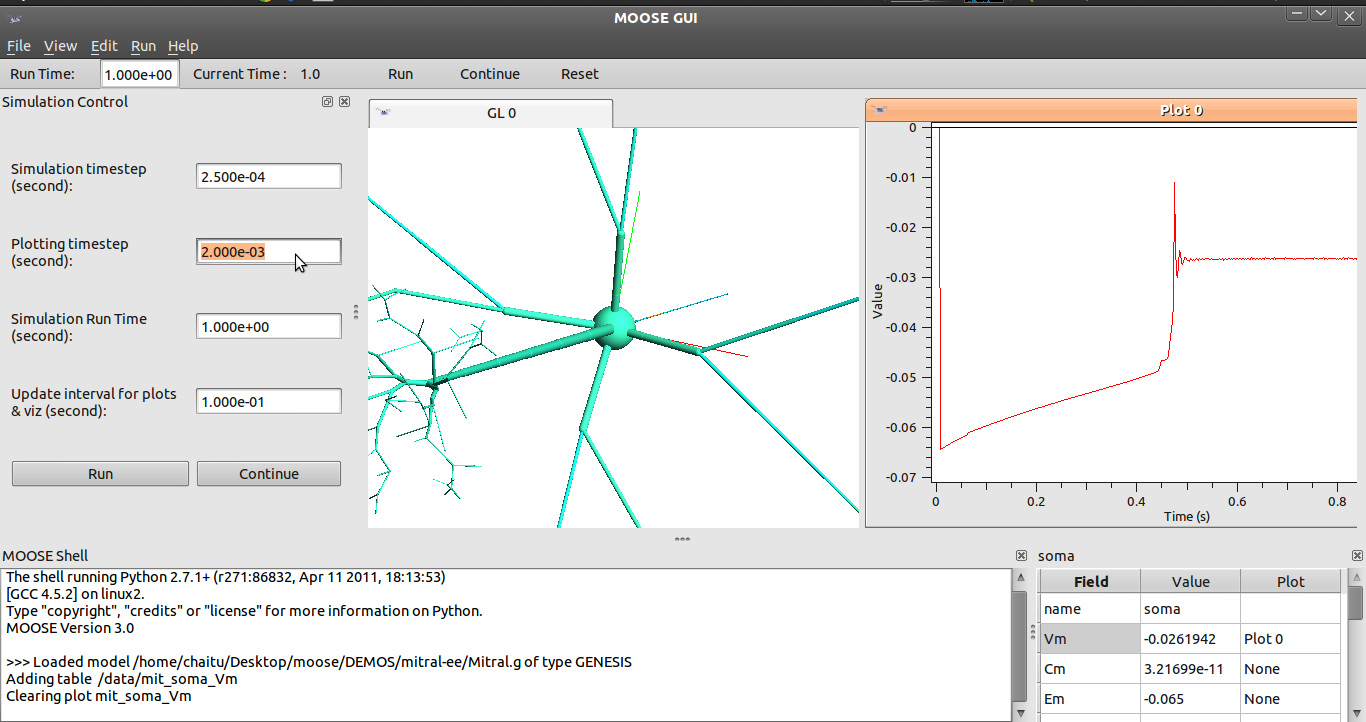 MOOSE GUI
File View Edit Run Help
Run Time: 1.000e+00 Current Time : 1.0 Run Continue Reset
Simulation Control
Simulation timestep
(second):
2.500e-04
Plotting timestep
(second):
2.000e-03
Simulation Run Time
(second):
1.000e+00
Update interval for plots
& viz (second):
1.000e-01
Run Continue
GL 0
Plot 0
0
-0.01
-0.02
-0.03
-0.04
-0.05
-0.06
-0.07
Value
0 0.2 0.4 0.6 0.8
Time (s)
MOOSE Shell
The shell running Python 2.7.1+ (r271:86832, Apr 11 2011, 18:13:53)
[GCC 4.5.2] on linux2.
Type "copyright", "credits" or "license" for more information on Python.
MOOSE Version 3.0
>>> Loaded model /home/chaitu/Desktop/moose/DEMOS/mitral-ee/Mitral.g of type GENESIS
Adding table /data/mit_soma_Vm
Clearing plot mit_soma_Vm
soma
Field Value Plot
name soma
Vm -0.0261942 Plot 0
Cm 3.21699e-11 None
Em -0.065 None